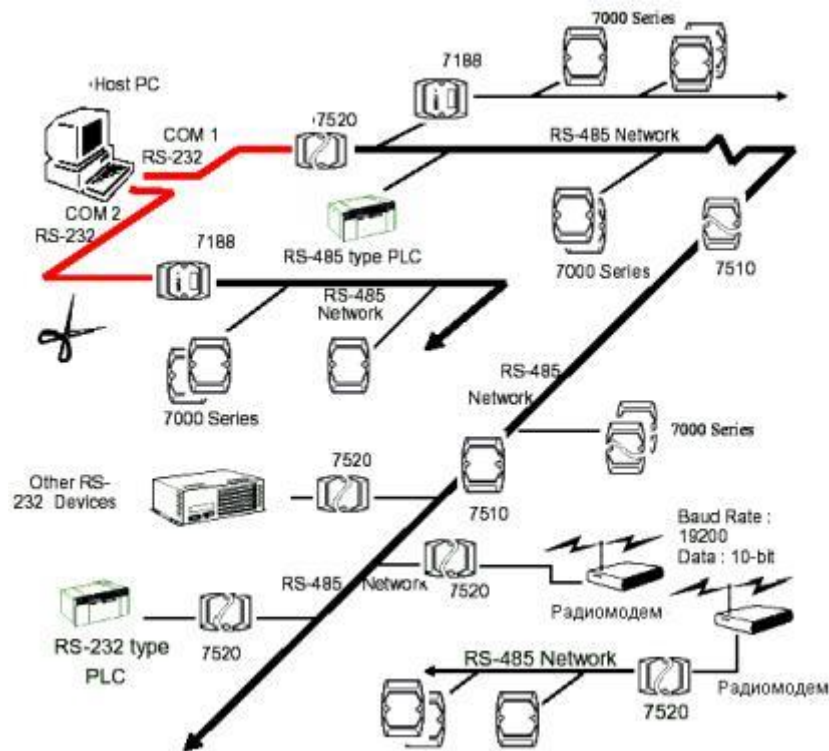 7000 Series
7188
Host PC
7520
COM 1
RS-232
RS-485 Network
COM 2
RS-232
7188
RS-485 type PLC
7000 Series
7510
RS-485
Network
7000 Series
RS-485
Network
7000 Series
7520
Other RS-
232 Devices
7510
Baud Rate :
19200
Data : 10-bit
RS-485
Network
7520
Радиомодем
RS-232 type
PLC
7520
RS-485 Network
7520
Радиомодем